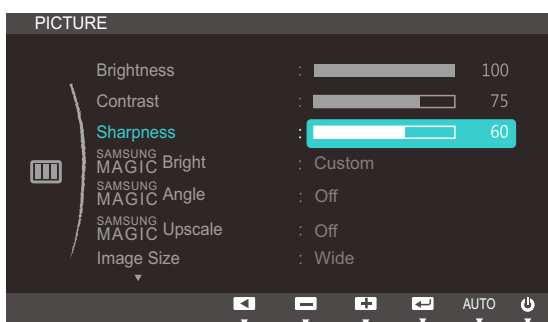 PICTURE
Brightness : 100
Contrast : 75
Sharpness : 60
SAMSUNG MAGIC Bright : Custom
SAMSUNG MAGIC Angle : Off
SAMSUNG MAGIC Upscale : Off
Image Size : Wide
AUTO